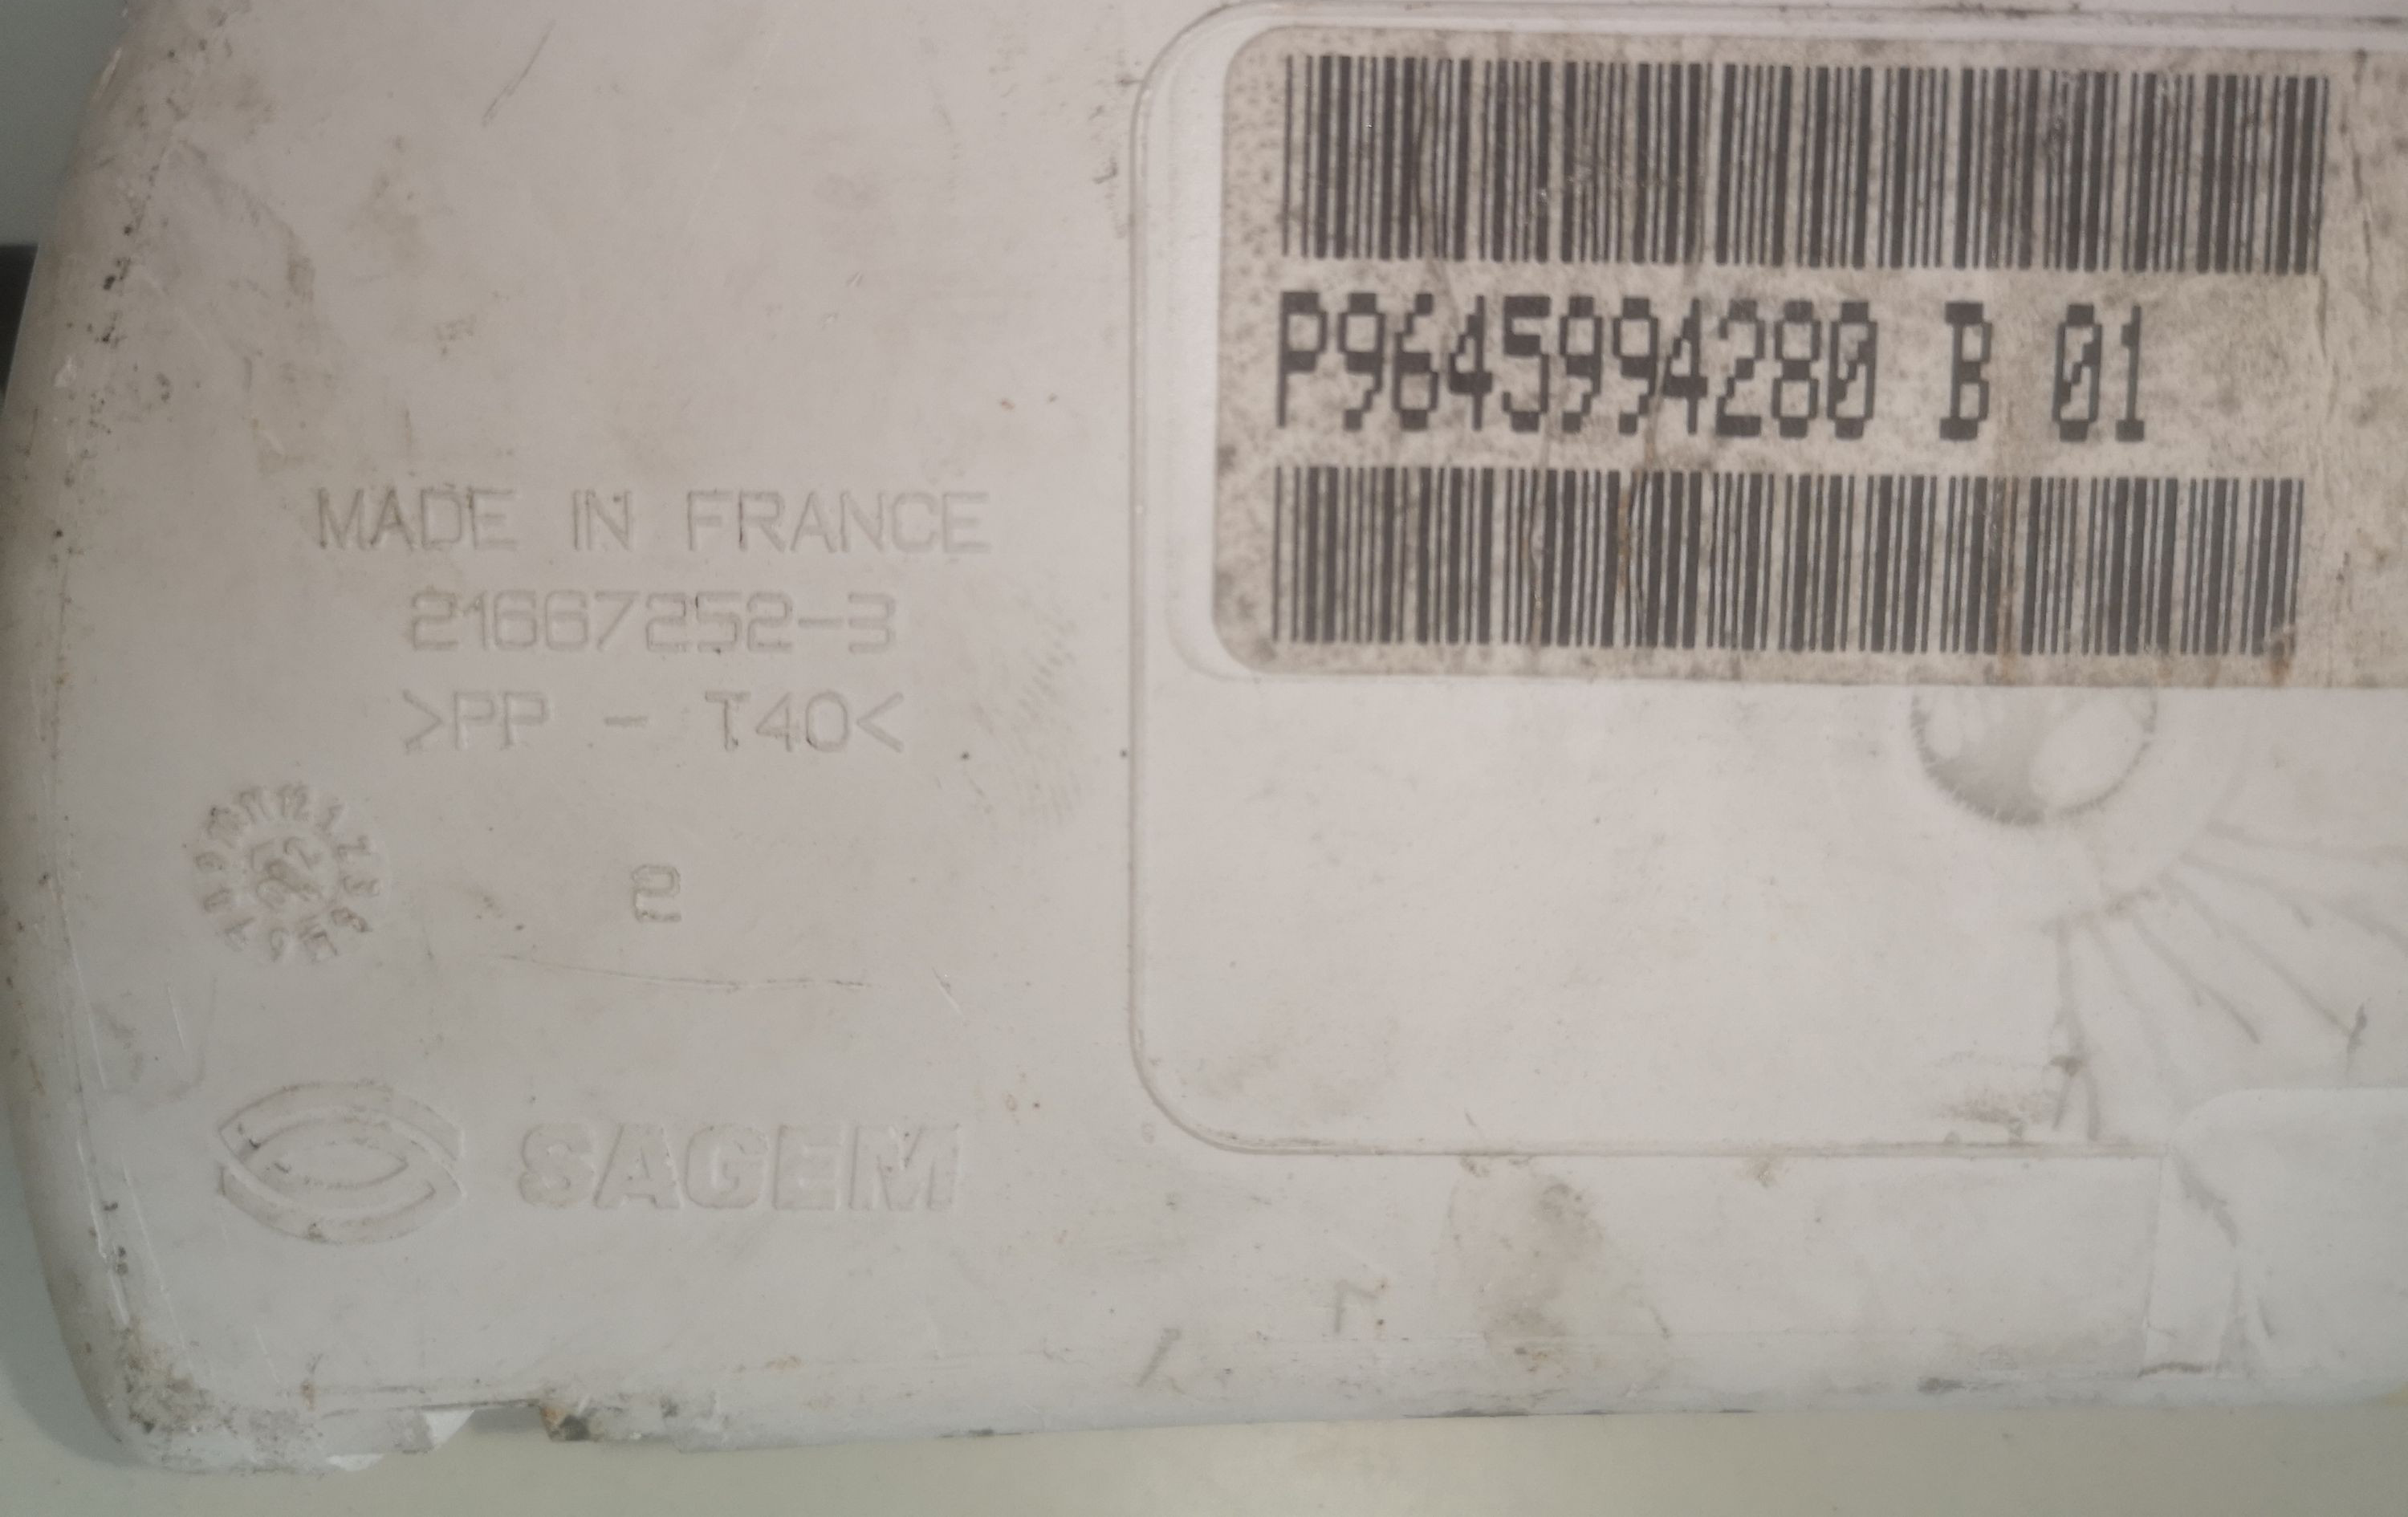 P9645994280 B 01
MADE IN FRANCE
21667252-3
>PP - T40<
2
SAGEM